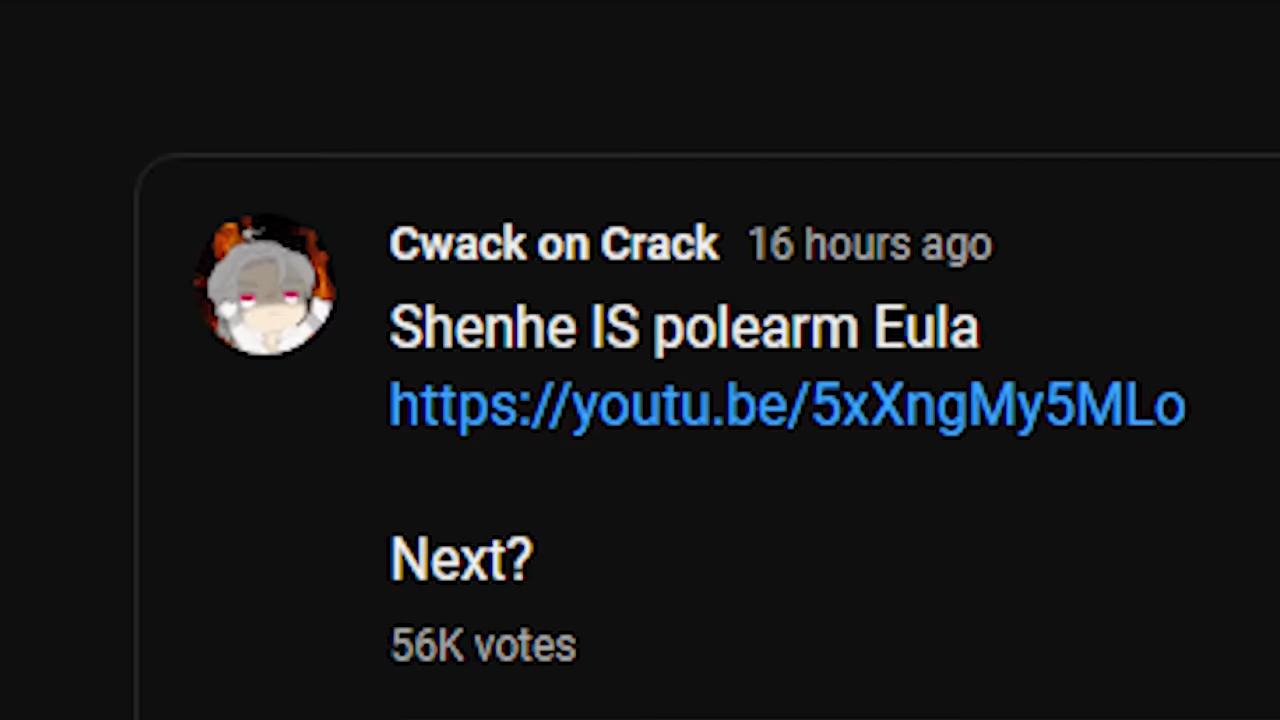 Cwack on Crack 16 hours ago
Shenhe IS polearm Eula
https://youtu.be/5xXngMy5MLo
Next?
56K votes